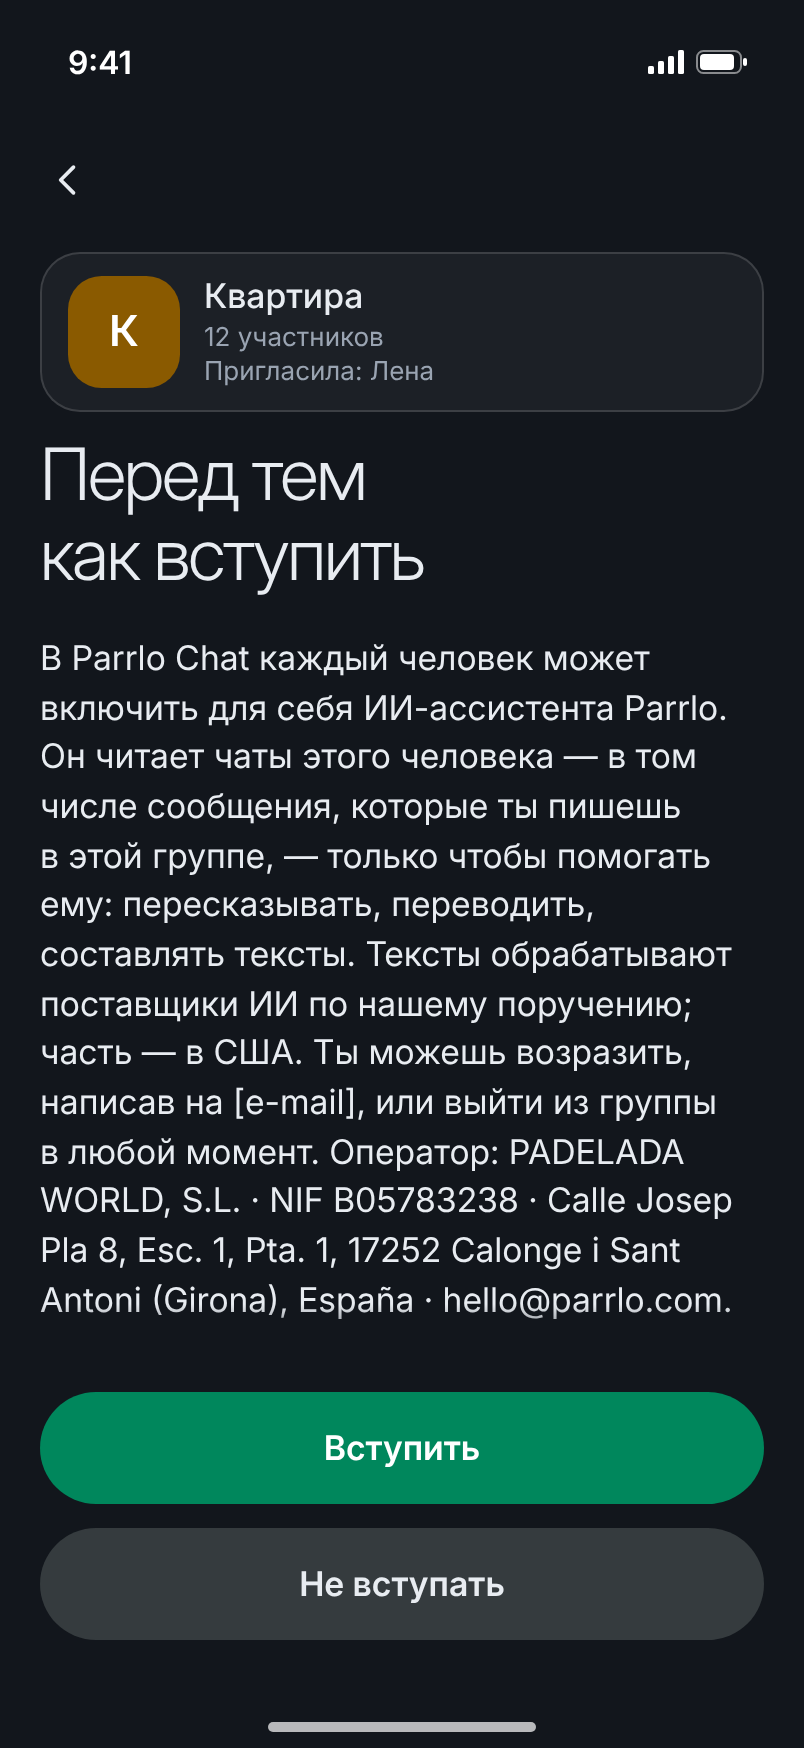 9:41
К
Квартира
12 участников
Пригласила: Лена
Перед тем
как вступить
В Parrlo Chat каждый человек может
включить для себя ИИ-ассистента Parrlo.
Он читает чаты этого человека — в том
числе сообщения, которые ты пишешь
в этой группе, — только чтобы помогать
ему: пересказывать, переводить,
составлять тексты. Тексты обрабатывают
поставщики ИИ по нашему поручению;
часть — в США. Ты можешь возразить,
написав на [e-mail], или выйти из группы
в любой момент. Оператор: PADELADA
WORLD, S.L. · NIF B05783238 · Calle Josep
Pla 8, Esc. 1, Pta. 1, 17252 Calonge i Sant
Antoni (Girona), España · hello@parrlo.com.
Вступить
Не вступать